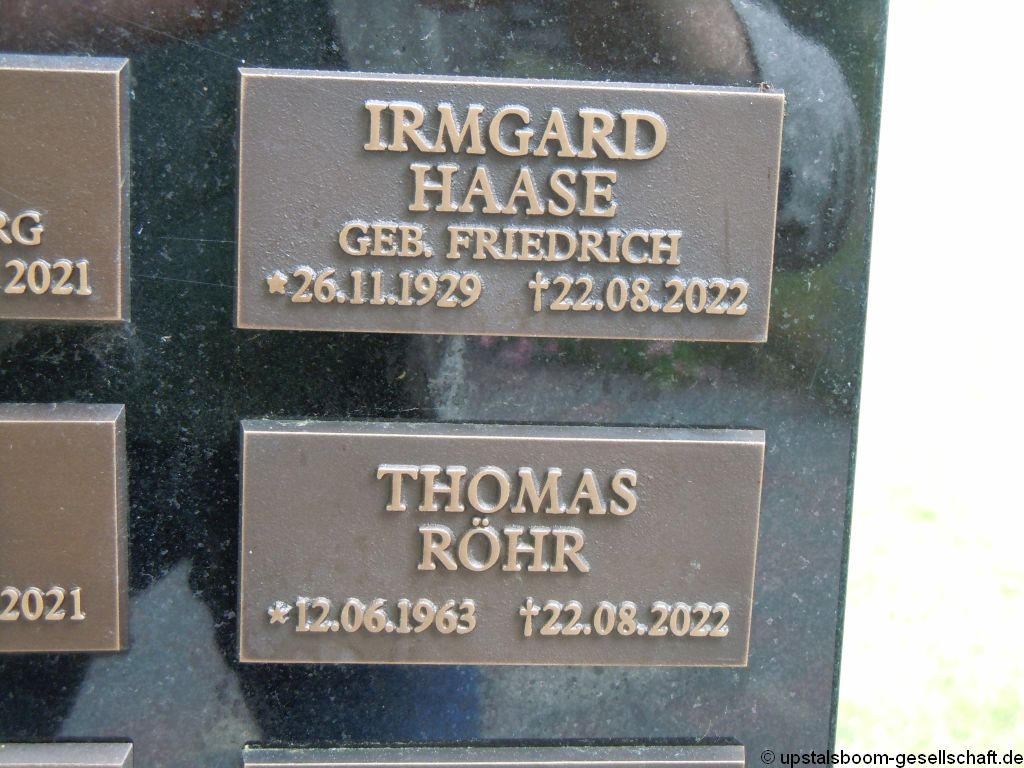 RG
2021
IRMGARD
HAASE
GEB. FRIEDRICH
*26.11.1929 †22.08.2022
2021
THOMAS
RÖHR
*12.06.1963 †22.08.2022
© upstalsboom-gesellschaft.de